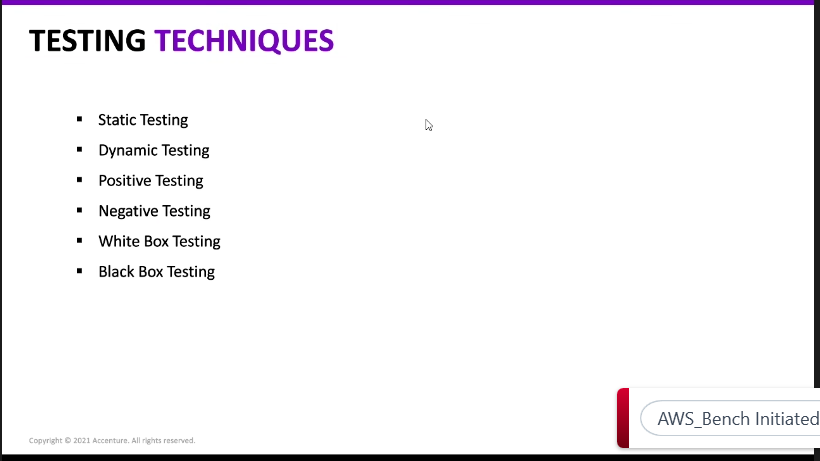 TESTING TECHNIQUES
▪ Static Testing
▪ Dynamic Testing
▪ Positive Testing
▪ Negative Testing
▪ White Box Testing
▪ Black Box Testing
AWS_Bench Initiated
Copyright © 2021 Accenture. All rights reserved.